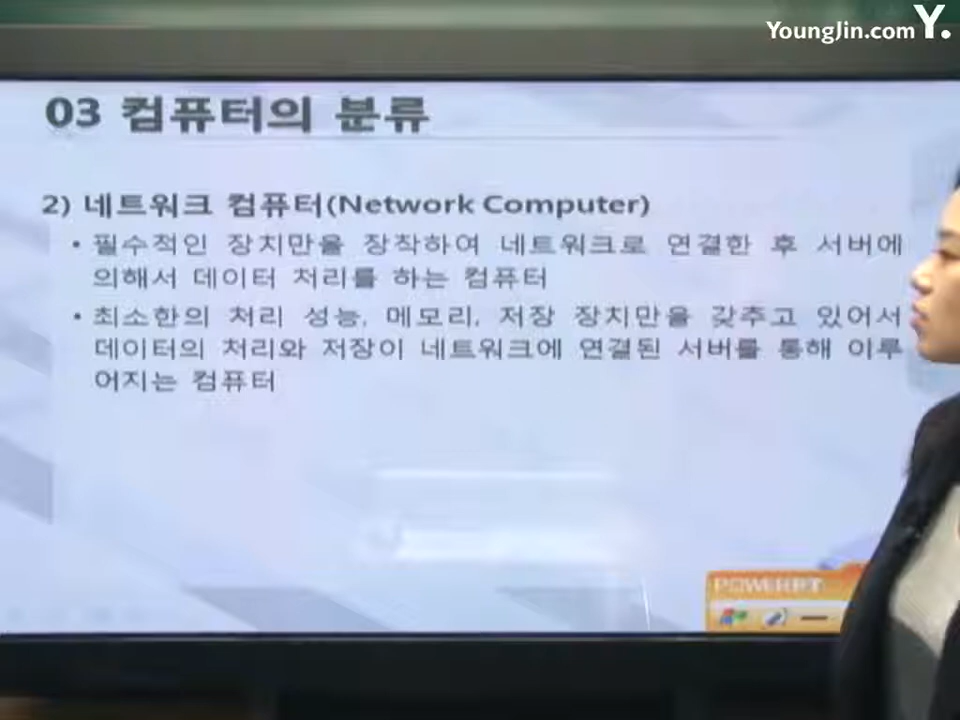 YoungJin.com Y.
03 컴퓨터의 분류
2) 네트워크 컴퓨터(Network Computer)
• 필수적인 장치만을 장착하여 네트워크로 연결한 후 서버에
의해서 데이터 처리를 하는 컴퓨터
• 최소한의 처리 성능, 메모리, 저장 장치만을 갖추고 있어서
데이터의 처리와 저장이 네트워크에 연결된 서버를 통해 이루
어지는 컴퓨터
POWERPT